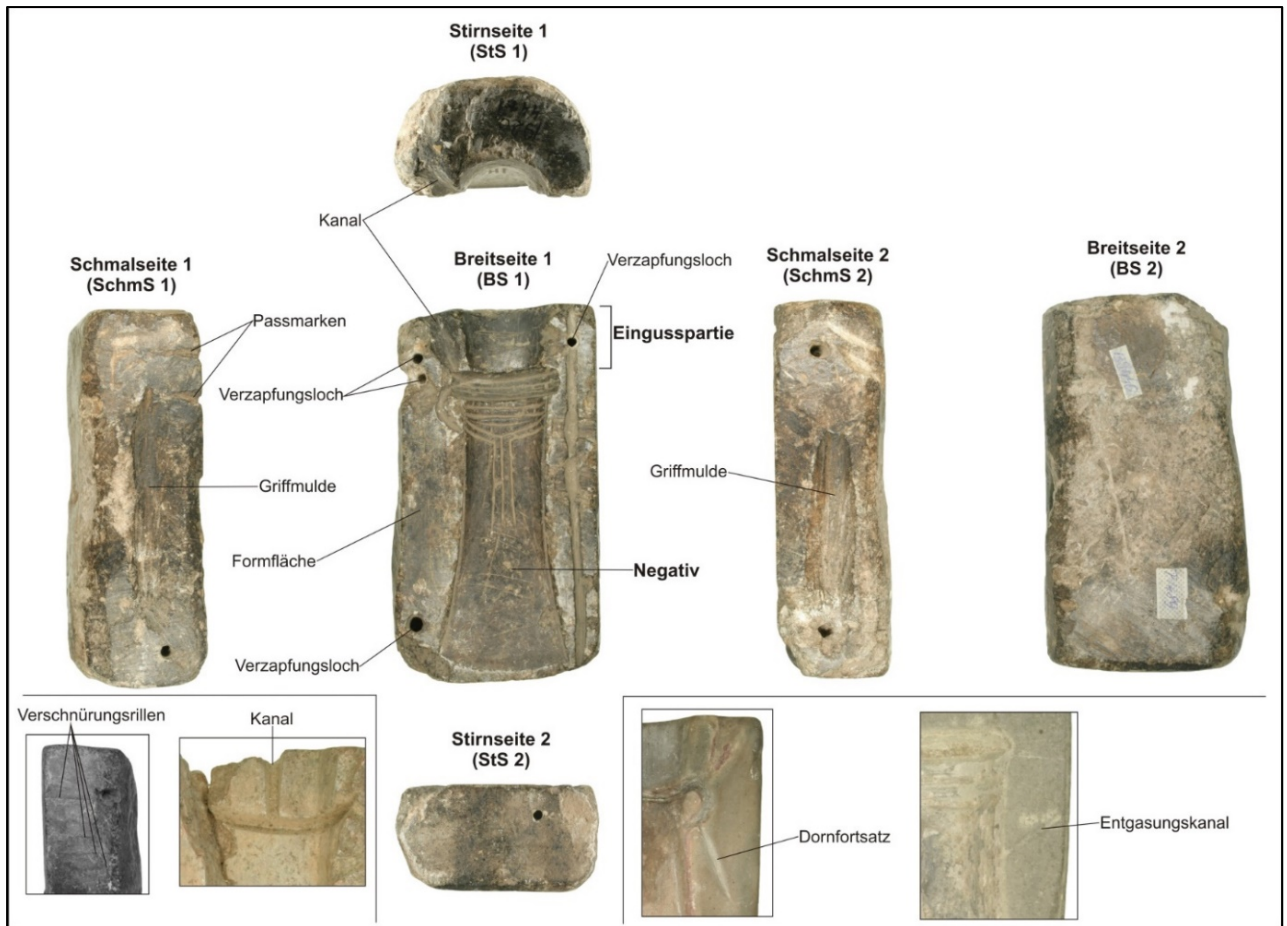 Stirnseite 1
(StS 1)
Kanal
Schmalseite 1
(SchmS 1)
Breitseite 1
(BS 1)
Verzapfungsloch
Schmalseite 2
(SchmS 2)
Breitseite 2
(BS 2)
Passmarken
Eingusspartie
Verzapfungsloch
Griffmulde
Griffmulde
Formfläche
Negativ
Verzapfungsloch
Verschnürungsrillen
Kanal
Stirnseite 2
(StS 2)
Dornfortsatz
Entgasungskanal